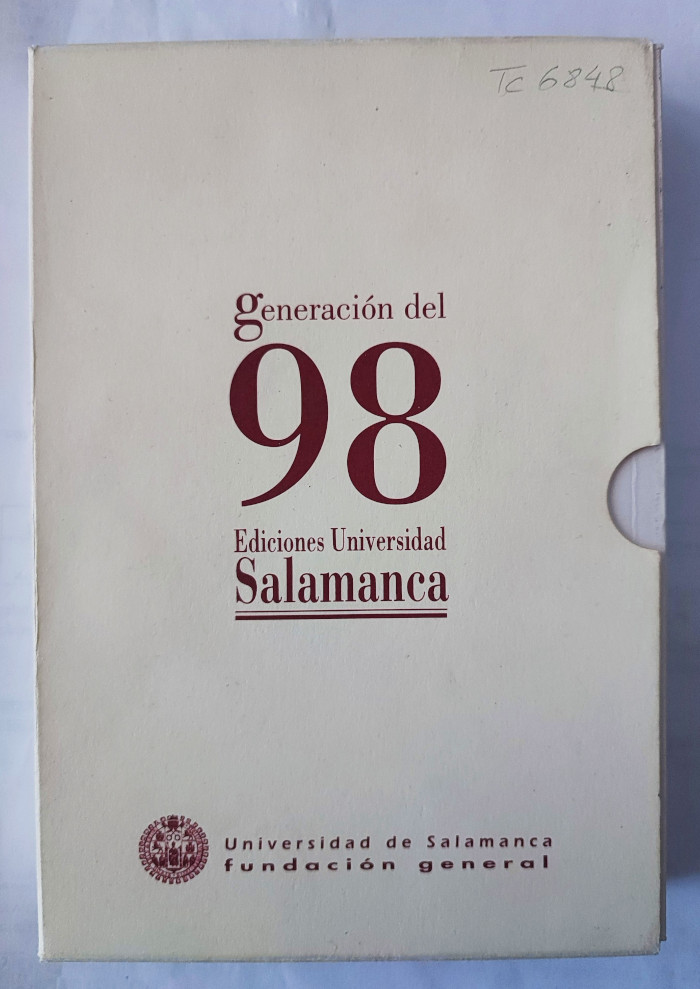 Tc 6848
generación del
98
Ediciones Universidad
Salamanca
Universidad de Salamanca
fundación general